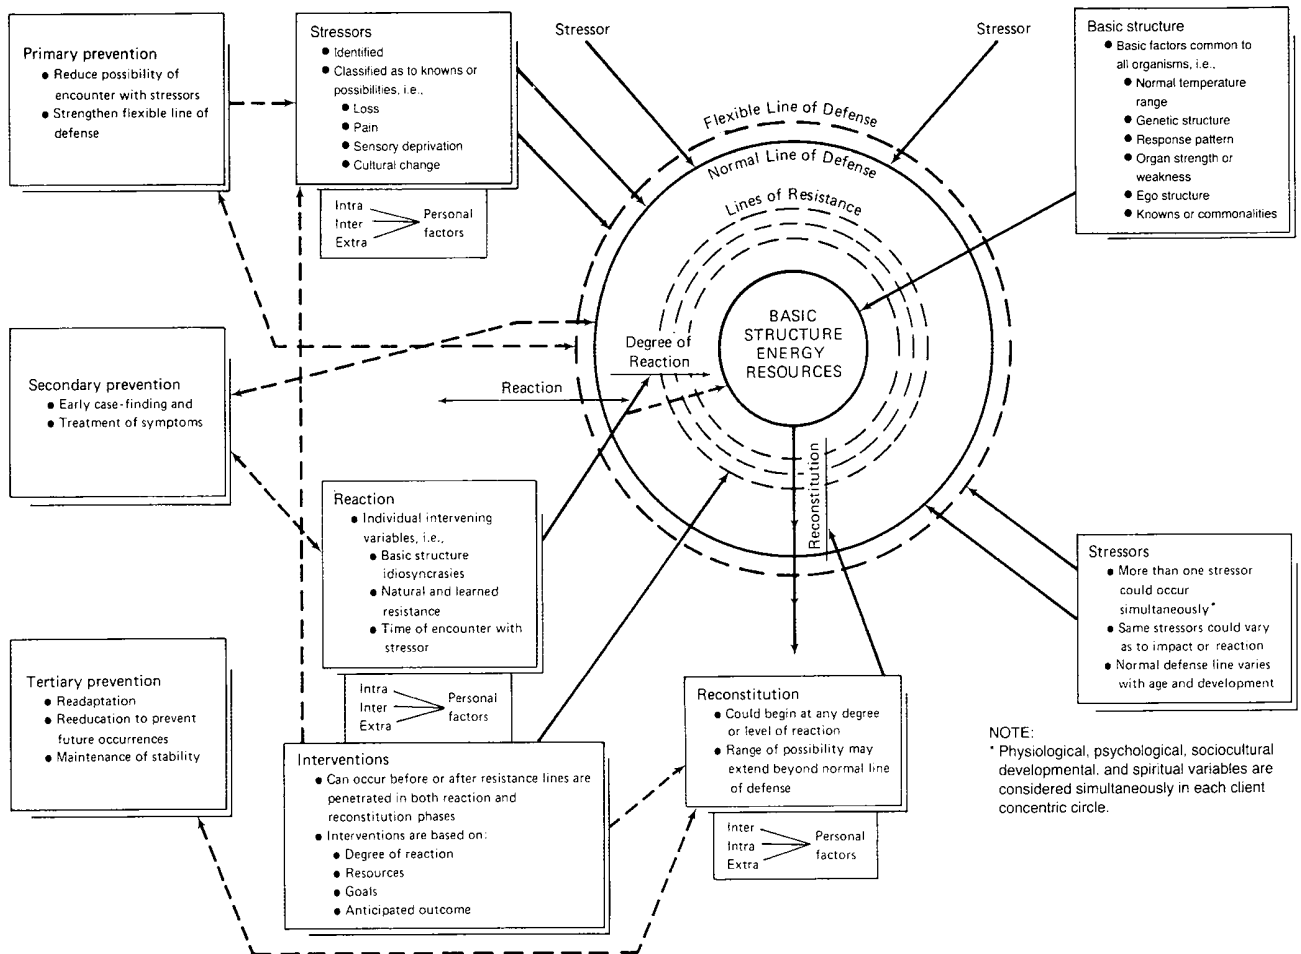 Primary prevention
● Reduce possibility of
encounter with stressors
● Strengthen flexible line of
defense
Stressors
● Identified
● Classified as to knowns or
possibilities, i.e.,
● Loss
● Pain
● Sensory deprivation
● Cultural change
Intra
Inter
Extra
Personal
factors
Stressor
Stressor
Basic structure
● Basic factors common to
all organisms, i.e.,
● Normal temperature
range
● Genetic structure
● Response pattern
● Organ strength or
weakness
● Ego structure
● Knowns or commonalities
Flexible Line of Defense
Normal Line of Defense
Lines of Resistance
BASIC
STRUCTURE
ENERGY
RESOURCES
Degree of
Reaction
Reaction
Reconstitution
Secondary prevention
● Early case-finding and
● Treatment of symptoms
Reaction
● Individual intervening
variables, i.e.,
● Basic structure
idiosyncrasies
● Natural and learned
resistance
● Time of encounter with
stressor
Intra
Inter
Extra
Personal
factors
Stressors
● More than one stressor
could occur
simultaneously*
● Same stressors could vary
as to impact or reaction
● Normal defense line varies
with age and development
Tertiary prevention
● Readaptation
● Reeducation to prevent
future occurrences
● Maintenance of stability
Interventions
● Can occur before or after resistance lines are
penetrated in both reaction and
reconstitution phases
● Interventions are based on:
● Degree of reaction
● Resources
● Goals
● Anticipated outcome
Reconstitution
● Could begin at any degree
or level of reaction
● Range of possibility may
extend beyond normal line
of defense
Inter
Intra
Extra
Personal
factors
NOTE:
* Physiological, psychological, sociocultural
developmental. and spiritual variables are
considered simultaneously in each client
concentric circle.